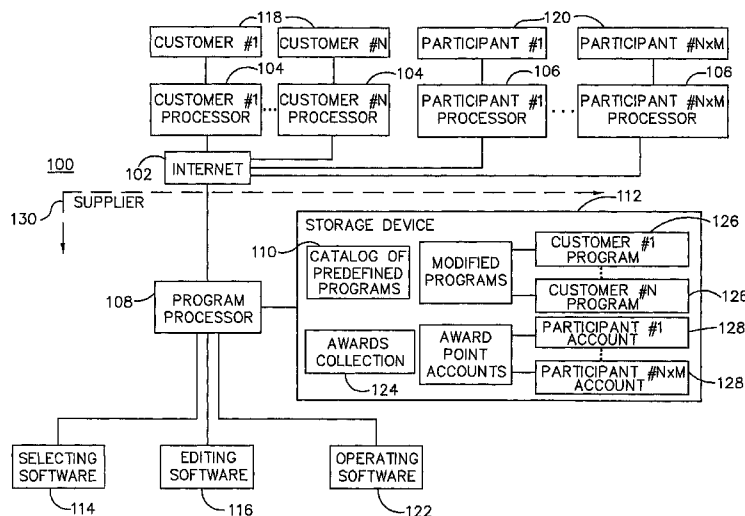 118
120
CUSTOMER #1
CUSTOMER #N
PARTICIPANT #1
PARTICIPANT #NxM
104
104
106
106
CUSTOMER #1
PROCESSOR
...
CUSTOMER #N
PROCESSOR
PARTICIPANT #1
PROCESSOR
...
PARTICIPANT #NxM
PROCESSOR
100
102
INTERNET
130
SUPPLIER
112
STORAGE DEVICE
126
110
CATALOG OF
PREDEFINED
PROGRAMS
MODIFIED
PROGRAMS
CUSTOMER #1
PROGRAM
108
PROGRAM
PROCESSOR
CUSTOMER #N
PROGRAM
126
AWARDS
COLLECTION
124
AWARD
POINT
ACCOUNTS
PARTICIPANT #1
ACCOUNT
128
PARTICIPANT #NxM
ACCOUNT
128
SELECTING
SOFTWARE
114
EDITING
SOFTWARE
116
OPERATING
SOFTWARE
122